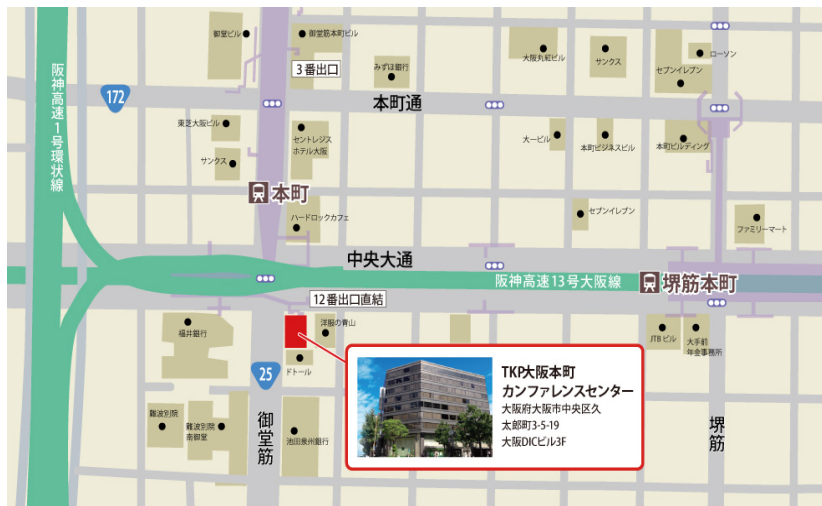 御堂ビル
御堂筋本町ビル
3番出口
みずほ銀行
大阪丸紅ビル
サンクス
ローソン
セブンイレブン
阪神高速1号環状線
172
本町通
東芝大阪ビル
サンクス
セントレジス
ホテル大阪
大一ビル
本町ビジネスビル
本町ビルディング
本町
ハードロックカフェ
セブンイレブン
ファミリーマート
中央大通
阪神高速13号大阪線
堺筋本町
12番出口直結
福井銀行
洋服の青山
JTBビル
大手前
年金事務所
ドトール
25
御堂筋
難波別院
難波別院
南御堂
池田泉州銀行
TKP大阪本町
カンファレンスセンター
大阪府大阪市中央区久
太郎町3-5-19
大阪DICビル3F
堺筋